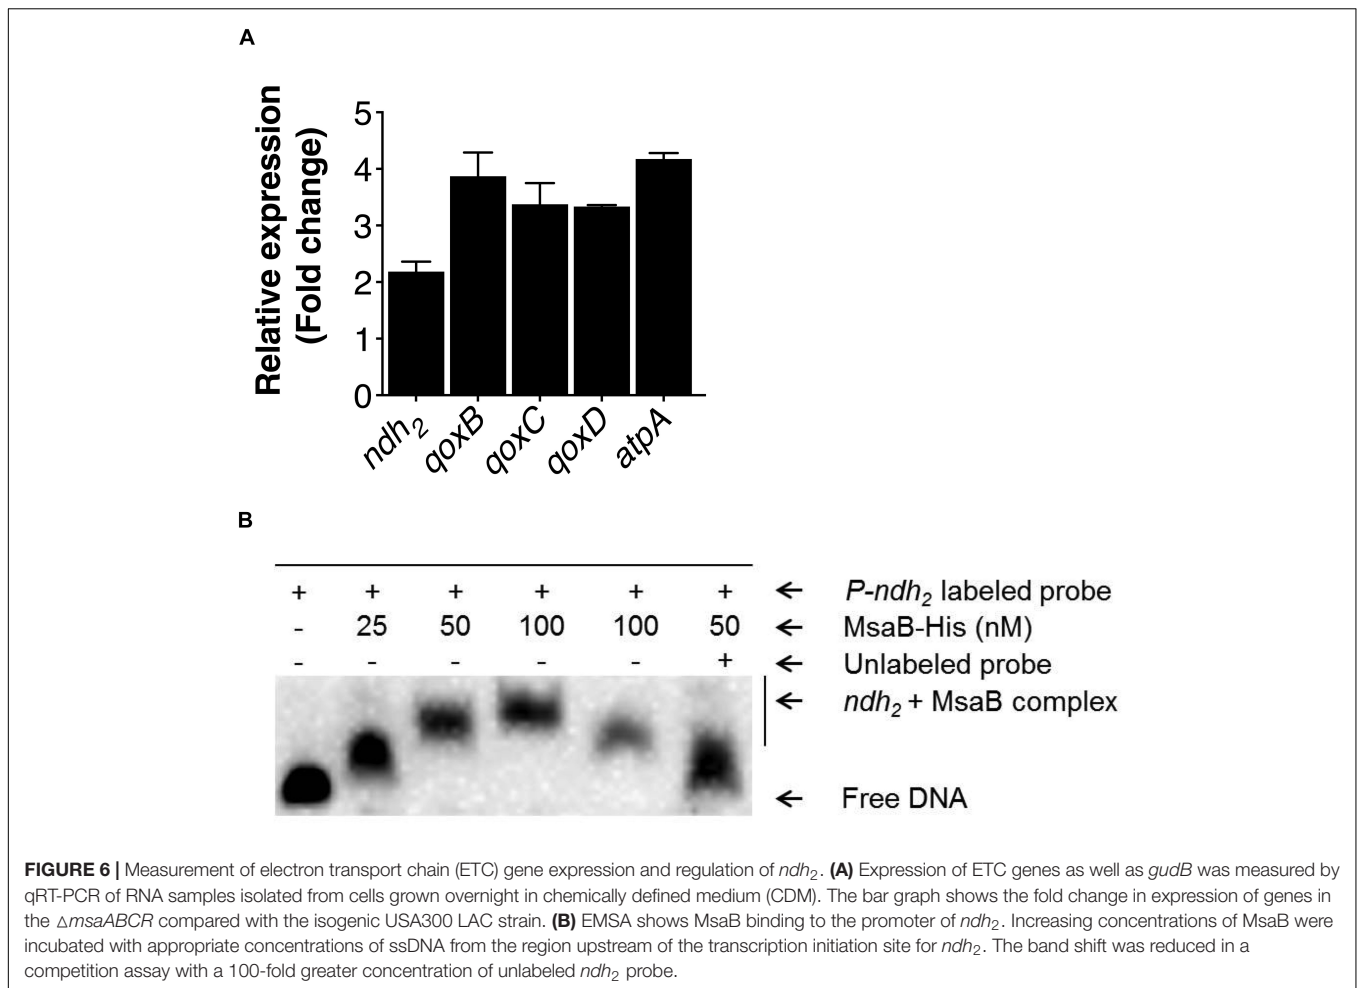 A
Relative expression
(Fold change)
5
4
3
2
1
0
ndh2
qoxB
qoxC
qoxD
atpA
B
+ + + + + + ← P-ndh2 labeled probe
- 25 50 100 100 50 ← MsaB-His (nM)
- - - - - + ← Unlabeled probe
← ndh2 + MsaB complex
← Free DNA
FIGURE 6 | Measurement of electron transport chain (ETC) gene expression and regulation of ndh2. (A) Expression of ETC genes as well as gudB was measured by
qRT-PCR of RNA samples isolated from cells grown overnight in chemically defined medium (CDM). The bar graph shows the fold change in expression of genes in
the △msaABCR compared with the isogenic USA300 LAC strain. (B) EMSA shows MsaB binding to the promoter of ndh2. Increasing concentrations of MsaB were
incubated with appropriate concentrations of ssDNA from the region upstream of the transcription initiation site for ndh2. The band shift was reduced in a
competition assay with a 100-fold greater concentration of unlabeled ndh2 probe.